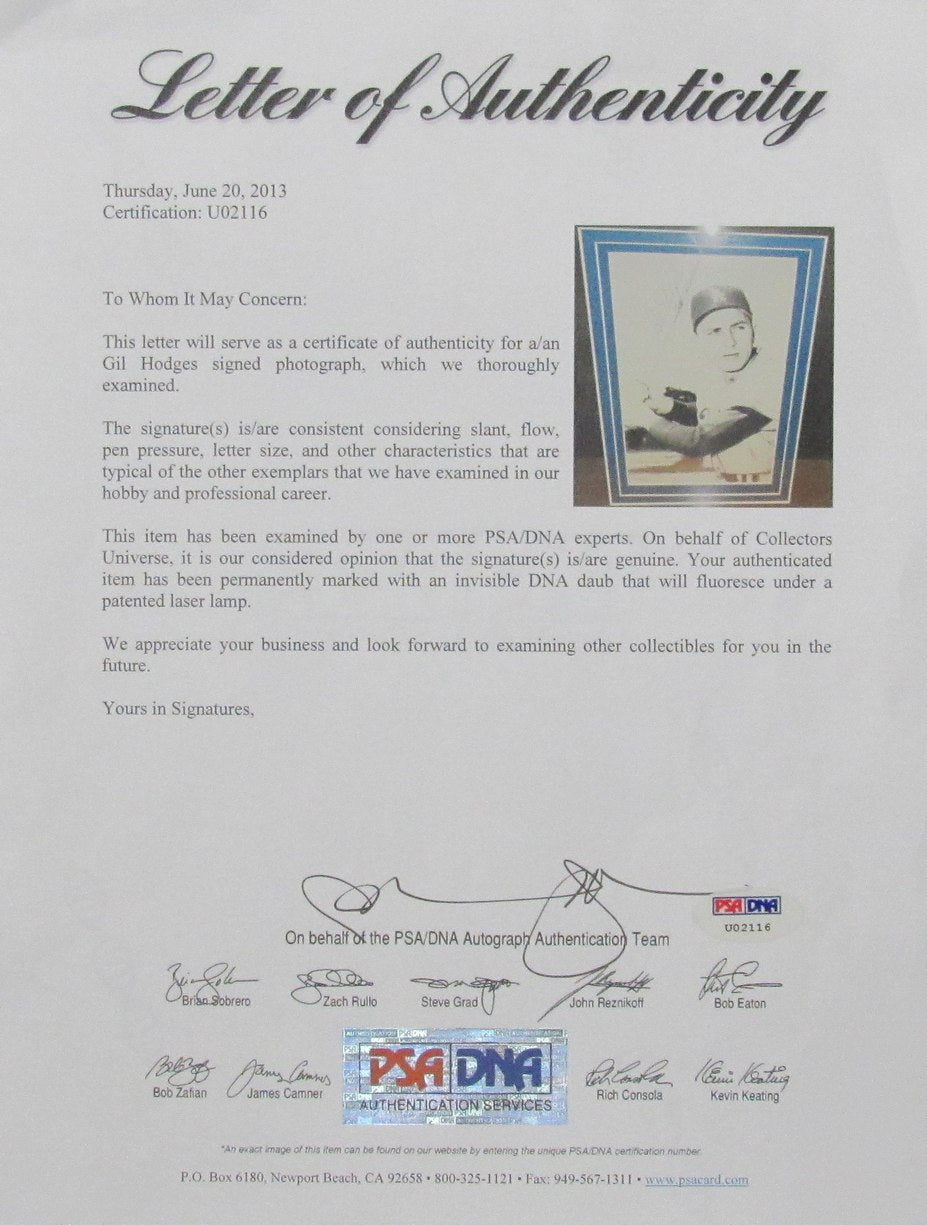 Letter of Authenticity
Thursday, June 20, 2013
Certification: U02116
To Whom It May Concern:
This letter will serve as a certificate of authenticity for a/an
Gil Hodges signed photograph, which we thoroughly
examined.
The signature(s) is/are consistent considering slant, flow,
pen pressure, letter size, and other characteristics that are
typical of the other exemplars that we have examined in our
hobby and professional career.
This item has been examined by one or more PSA/DNA experts. On behalf of Collectors
Universe, it is our considered opinion that the signature(s) is/are genuine. Your authenticated
item has been permanently marked with an invisible DNA daub that will fluoresce under a
patented laser lamp.
We appreciate your business and look forward to examining other collectibles for you in the
future.
Yours in Signatures,
PSA DNA
U02116
On behalf of the PSA/DNA Autograph Authentication Team
Brian Sobrero Zach Rullo Steve Grad John Reznikoff Bob Eaton
Bob Zafian James Camner Rich Consola Kevin Keating
PSA DNA
AUTHENTICATION SERVICES
*An exact image of this item can be found on our website by entering the unique PSA/DNA certification number.
P.O. Box 6180, Newport Beach, CA 92658 • 800-325-1121 • Fax: 949-567-1311 • www.psacard.com